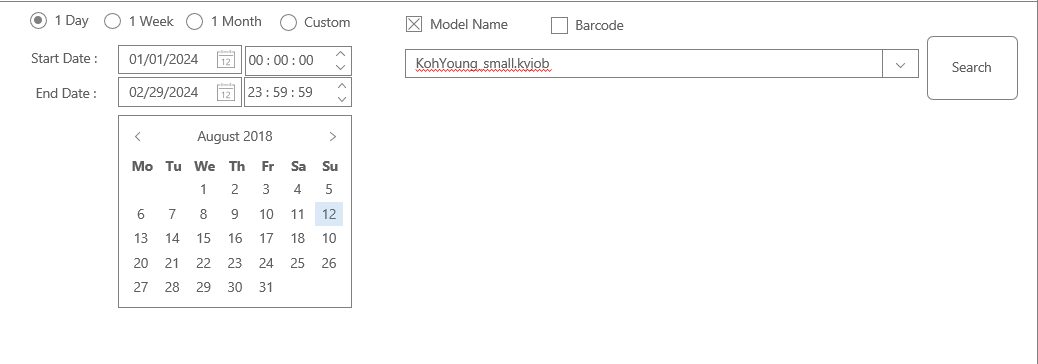 1 Day 1 Week 1 Month Custom
Model Name Barcode
Start Date : 01/01/2024 12 00 : 00 : 00
KohYoung_small.kyjob
Search
End Date : 02/29/2024 12 23 : 59 : 59
August 2018
Mo Tu We Th Fr Sa Su
1 2 3 4 5
6 7 8 9 10 11 12
13 14 15 16 17 18 10
20 21 22 23 24 25 26
27 28 29 30 31